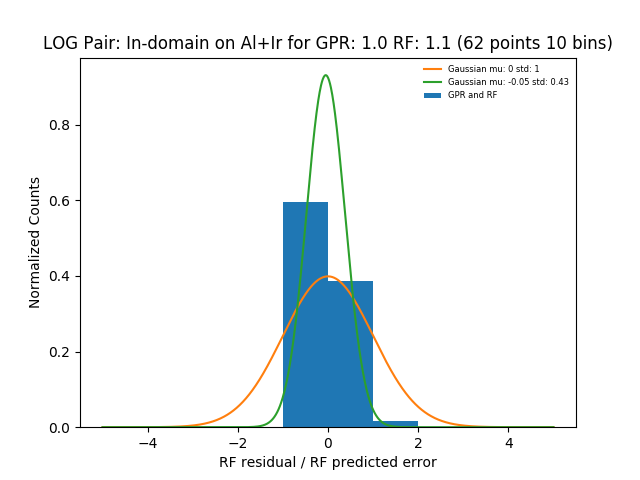 LOG Pair: In-domain on Al+Ir for GPR: 1.0 RF: 1.1 (62 points 10 bins)
Gaussian mu: 0 std: 1
Gaussian mu: -0.05 std: 0.43
GPR and RF
Normalized Counts
0.8
0.6
0.4
0.2
0.0
−4
−2
0
2
4
RF residual / RF predicted error